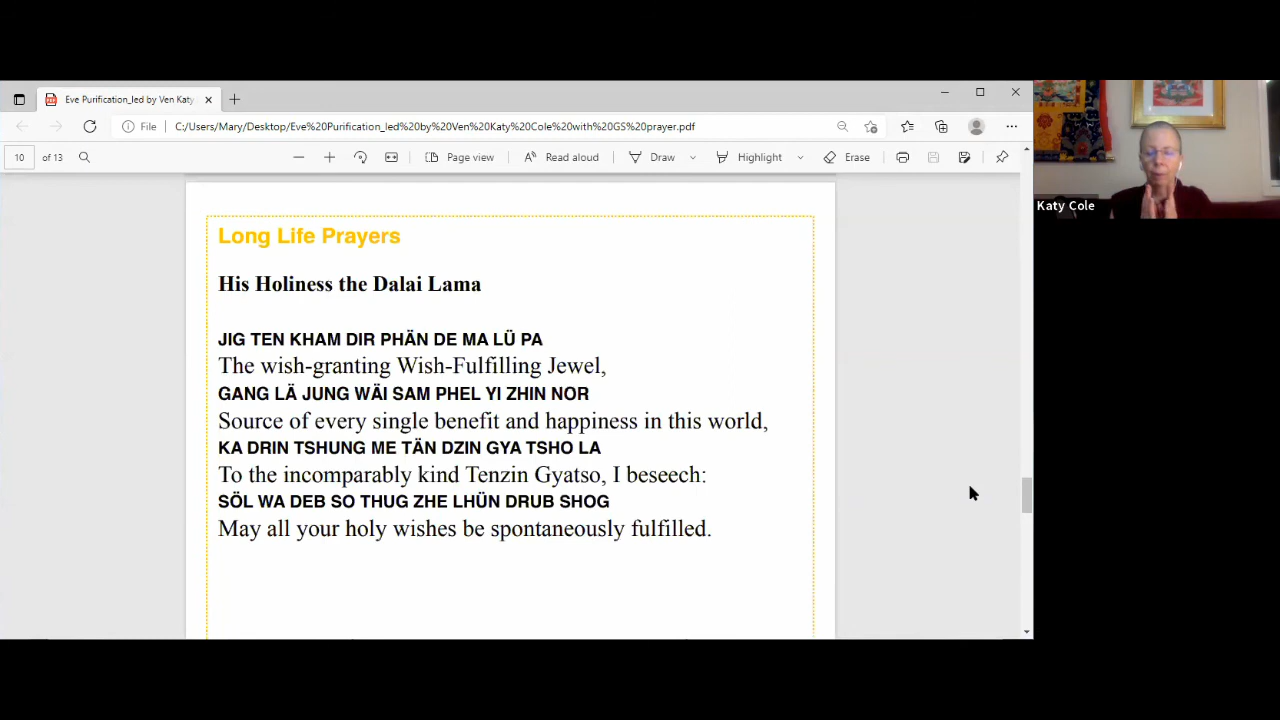 Eve Purification_led by Ven Katy
File
C:/Users/Mary/Desktop/Eve%20Purification_led%20by%20Ven%20Katy%20Cole%20with%20GS%20prayer.pdf
10 of 13
Page view
Read aloud
Draw
Highlight
Erase
Katy Cole
Long Life Prayers
His Holiness the Dalai Lama
JIG TEN KHAM DIR PHÄN DE MA LÜ PA
The wish-granting Wish-Fulfilling Jewel,
GANG LÄ JUNG WÄI SAM PHEL YI ZHIN NOR
Source of every single benefit and happiness in this world,
KA DRIN TSHUNG ME TÄN DZIN GYA TSHO LA
To the incomparably kind Tenzin Gyatso, I beseech:
SÖL WA DEB SO THUG ZHE LHÜN DRUB SHOG
May all your holy wishes be spontaneously fulfilled.